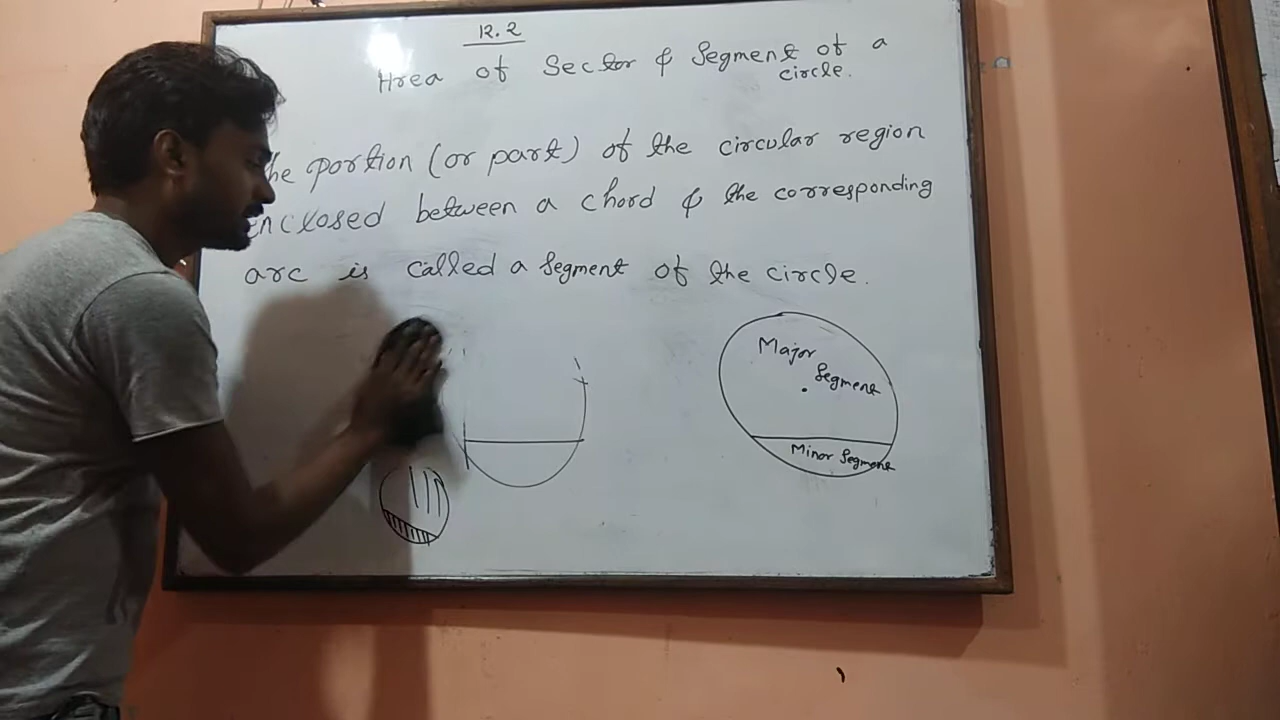 12.2
Area of Sector & Segment of a
circle.
he portion (or part) of the circular region
enclosed between a chord & the corresponding
arc is called a Segment of the circle.
Major
Segment
Minor Segment